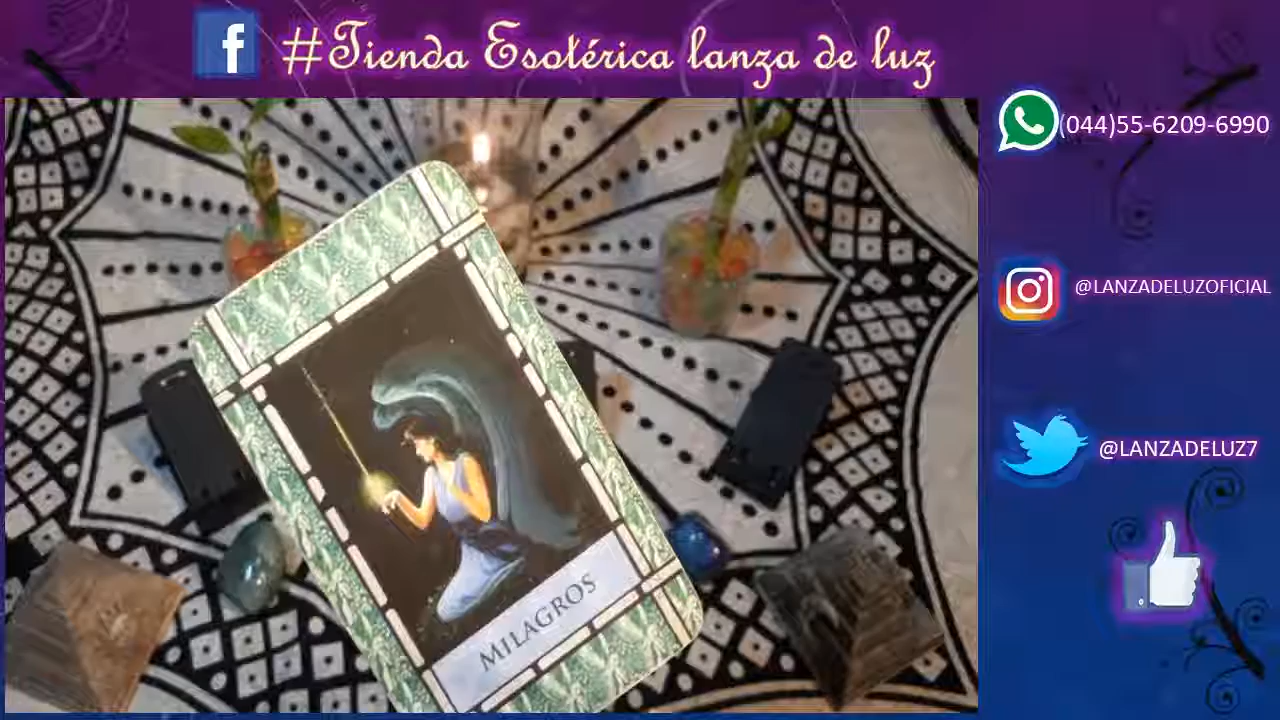 #Tienda Esotérica lanza de luz
(044)55-6209-6990
@LANZADELUZOFICIAL
@LANZADELUZ7
MILAGROS